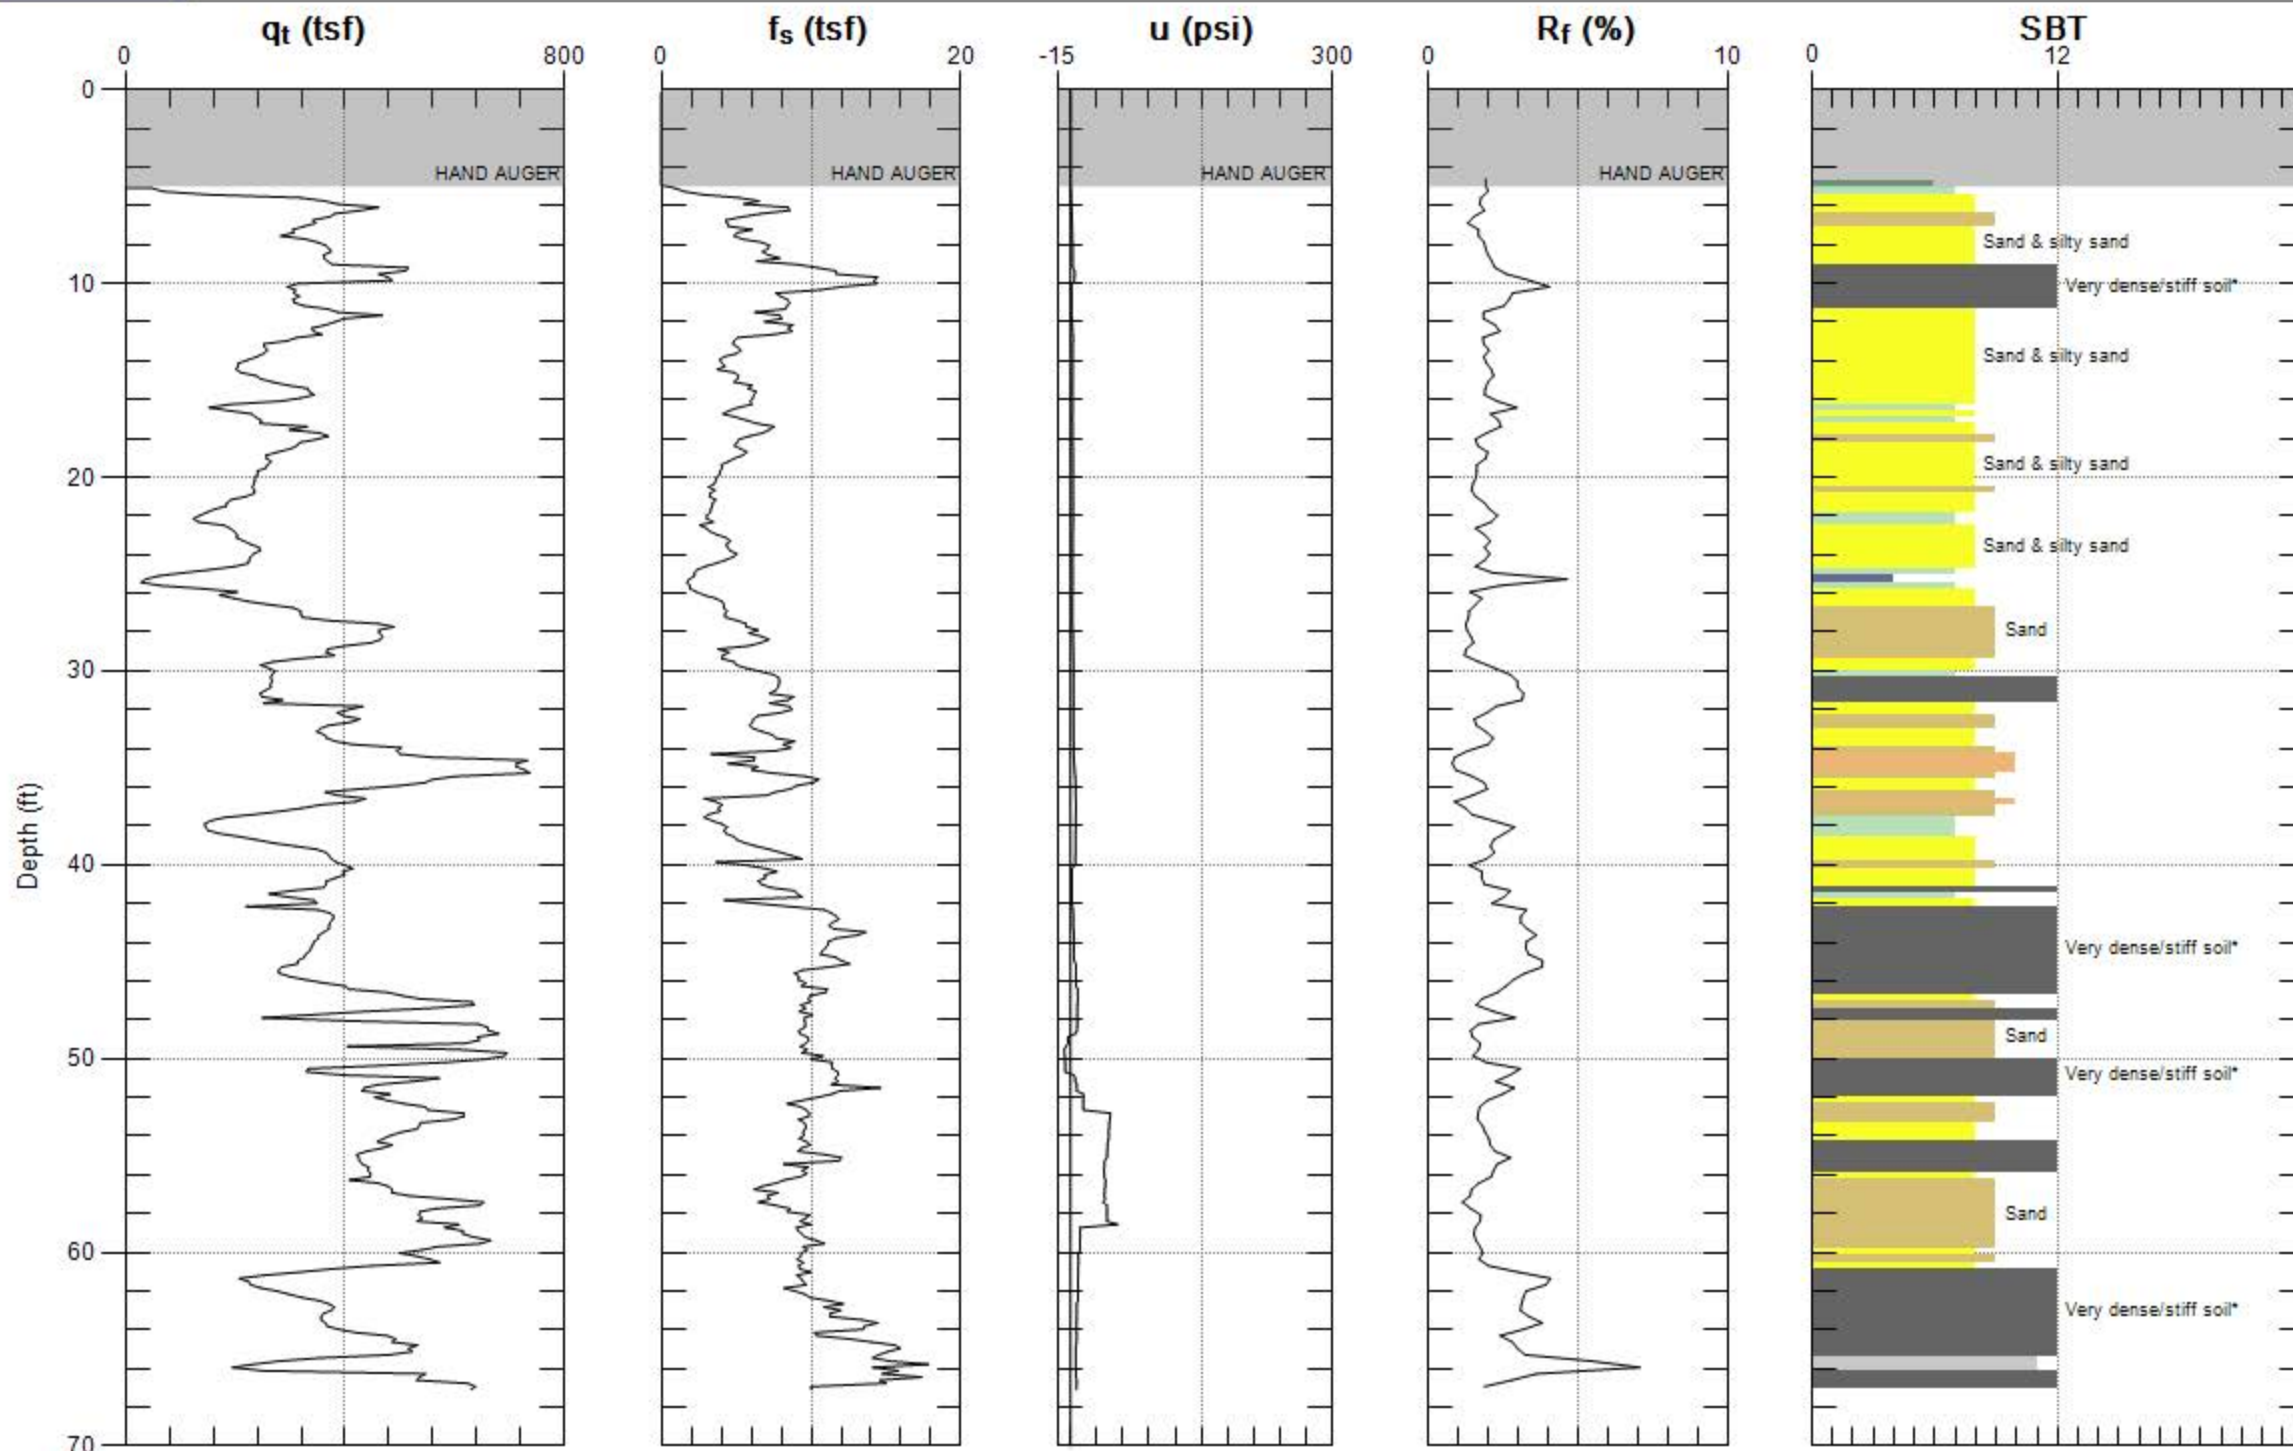 qt (tsf) fs (tsf) u (psi) Rf (%) SBT
0 800 0 20 -15 300 0 10 0 12
0
HAND AUGER HAND AUGER HAND AUGER HAND AUGER
Sand & silty sand
10
Very dense/stiff soil*
Sand & silty sand
Sand & silty sand
20
Sand & silty sand
Sand
30
Depth (ft)
40
Very dense/stiff soil*
Sand
50
Very dense/stiff soil*
Sand
60
Very dense/stiff soil*
70